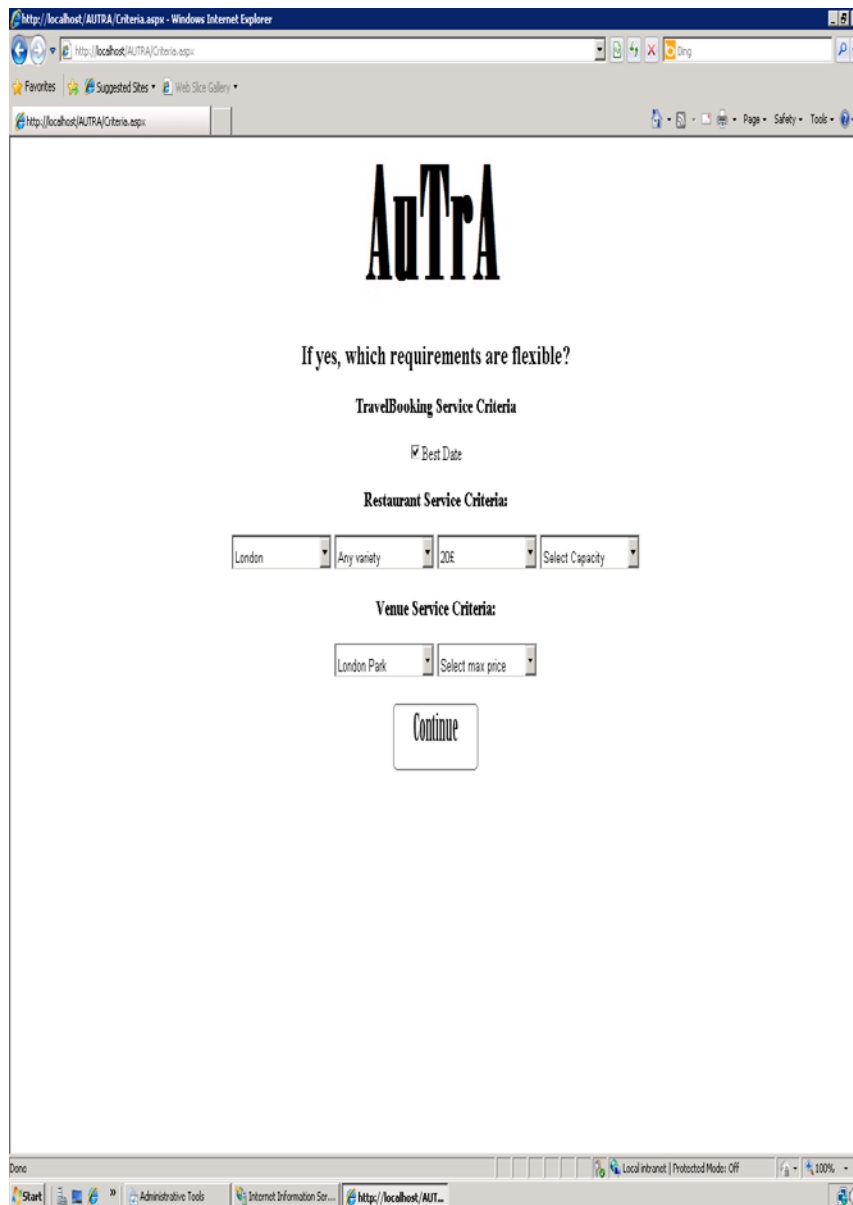 http://localhost/AUTRA/Criteria.aspx - Windows Internet Explorer
http://localhost/AUTRA/Criteria.aspx Bing
Favorites Suggested Sites Web Slice Gallery
http://localhost/AUTRA/Criteria.aspx Page Safety Tools
AuTrA
If yes, which requirements are flexible?
TravelBooking Service Criteria
Best Date
Restaurant Service Criteria:
London Any variety 20£ Select Capacity
Venue Service Criteria:
London Park Select max price
Continue
Done Local intranet | Protected Mode: Off 100%
Start » Administrative Tools Internet Information Ser... http://localhost/AUT...